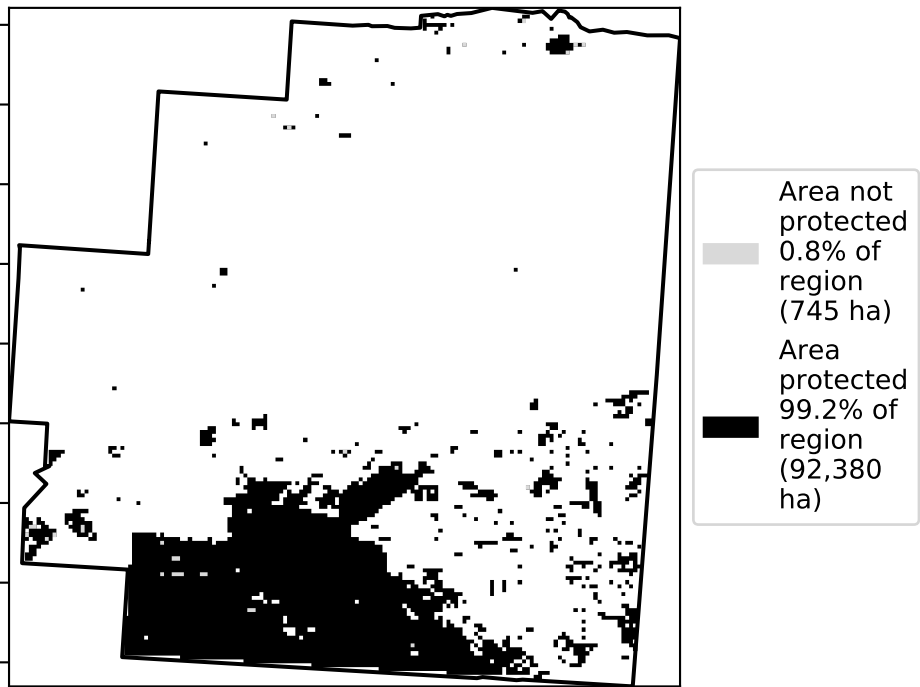 Area not
protected
0.8% of
region
(745 ha)
Area
protected
99.2% of
region
(92,380
ha)